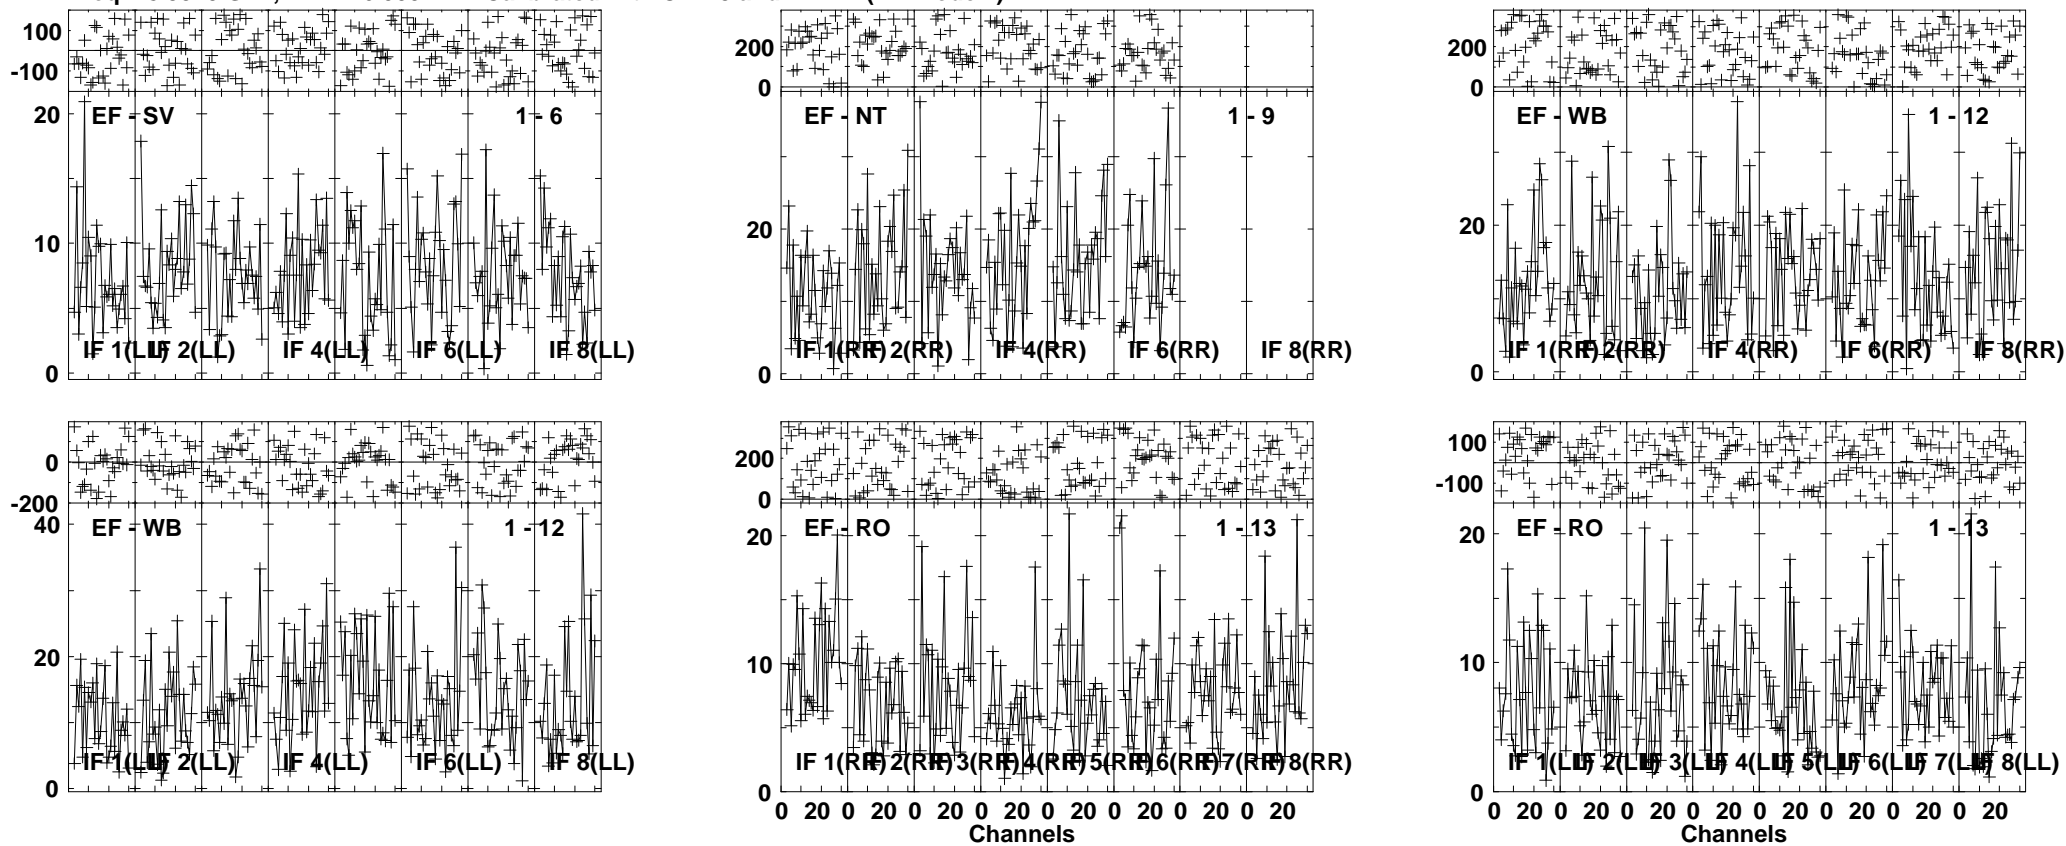 100
-100
EF - SV
1 - 6
20
10
0
IF 1(LL)
IF 2(LL)
IF 4(LL)
IF 6(LL)
IF 8(LL)
200
0
EF - NT
1 - 9
20
0
IF 1(RR)
IF 2(RR)
IF 4(RR)
IF 6(RR)
IF 8(RR)
200
0
EF - WB
1 - 12
20
0
IF 1(RR)
IF 2(RR)
IF 4(RR)
IF 6(RR)
IF 8(RR)
0
-200
EF - WB
1 - 12
40
20
0
IF 1(LL)
IF 2(LL)
IF 4(LL)
IF 6(LL)
IF 8(LL)
200
0
EF - RO
1 - 13
20
10
0
IF 1(RR)
IF 2(RR)
IF 3(RR)
IF 4(RR)
IF 5(RR)
IF 6(RR)
IF 7(RR)
IF 8(RR)
0 20 0 20 0 20 0 20 0 20 0 20 0 20 0 20
Channels
100
-100
EF - RO
1 - 13
20
10
0
IF 1(LL)
IF 2(LL)
IF 3(LL)
IF 4(LL)
IF 5(LL)
IF 6(LL)
IF 7(LL)
IF 8(LL)
0 20 0 20 0 20 0 20 0 20 0 20 0 20 0 20
Channels